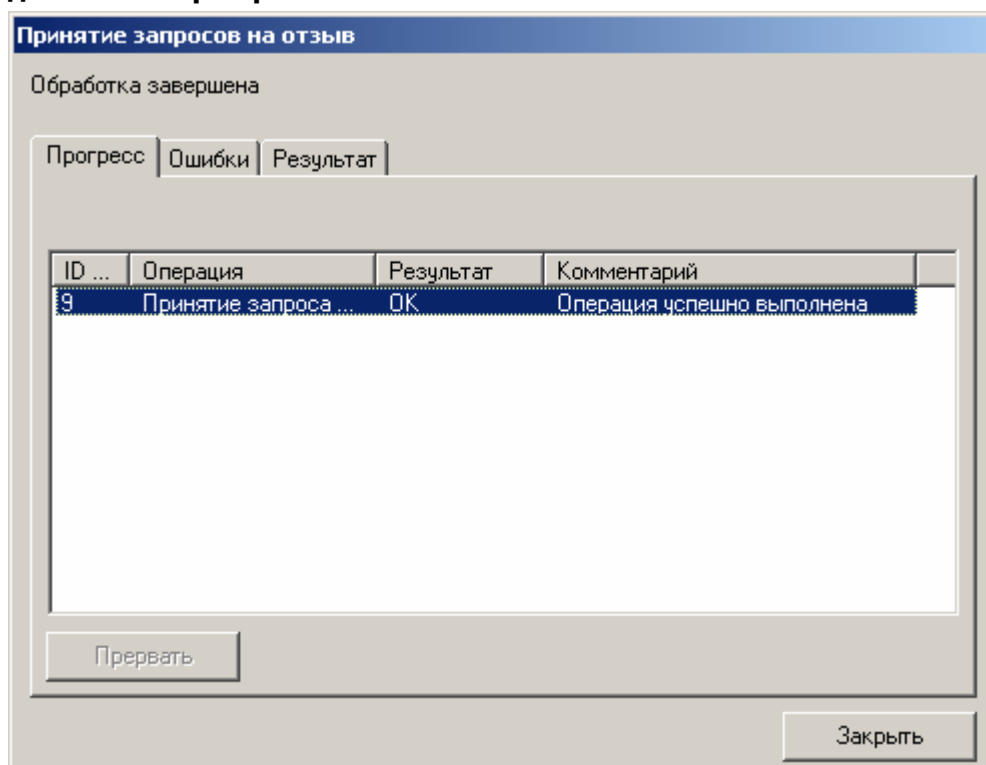 Принятие запросов на отзыв
Обработка завершена
Прогресс Ошибки Результат
ID ... Операция Результат Комментарий
9 Принятие запроса ... OK Операция успешно выполнена
Прервать
Закрыть